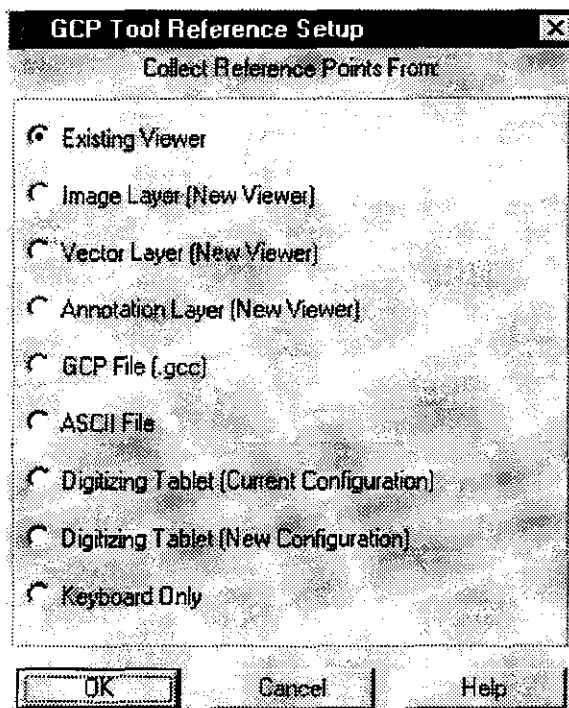 GCP Tool Reference Setup
Collect Reference Points From:
Existing Viewer
Image Layer (New Viewer)
Vector Layer (New Viewer)
Annotation Layer (New Viewer)
GCP File (.gcc)
ASCII File
Digitizing Tablet (Current Configuration)
Digitizing Tablet (New Configuration)
Keyboard Only
OK Cancel Help